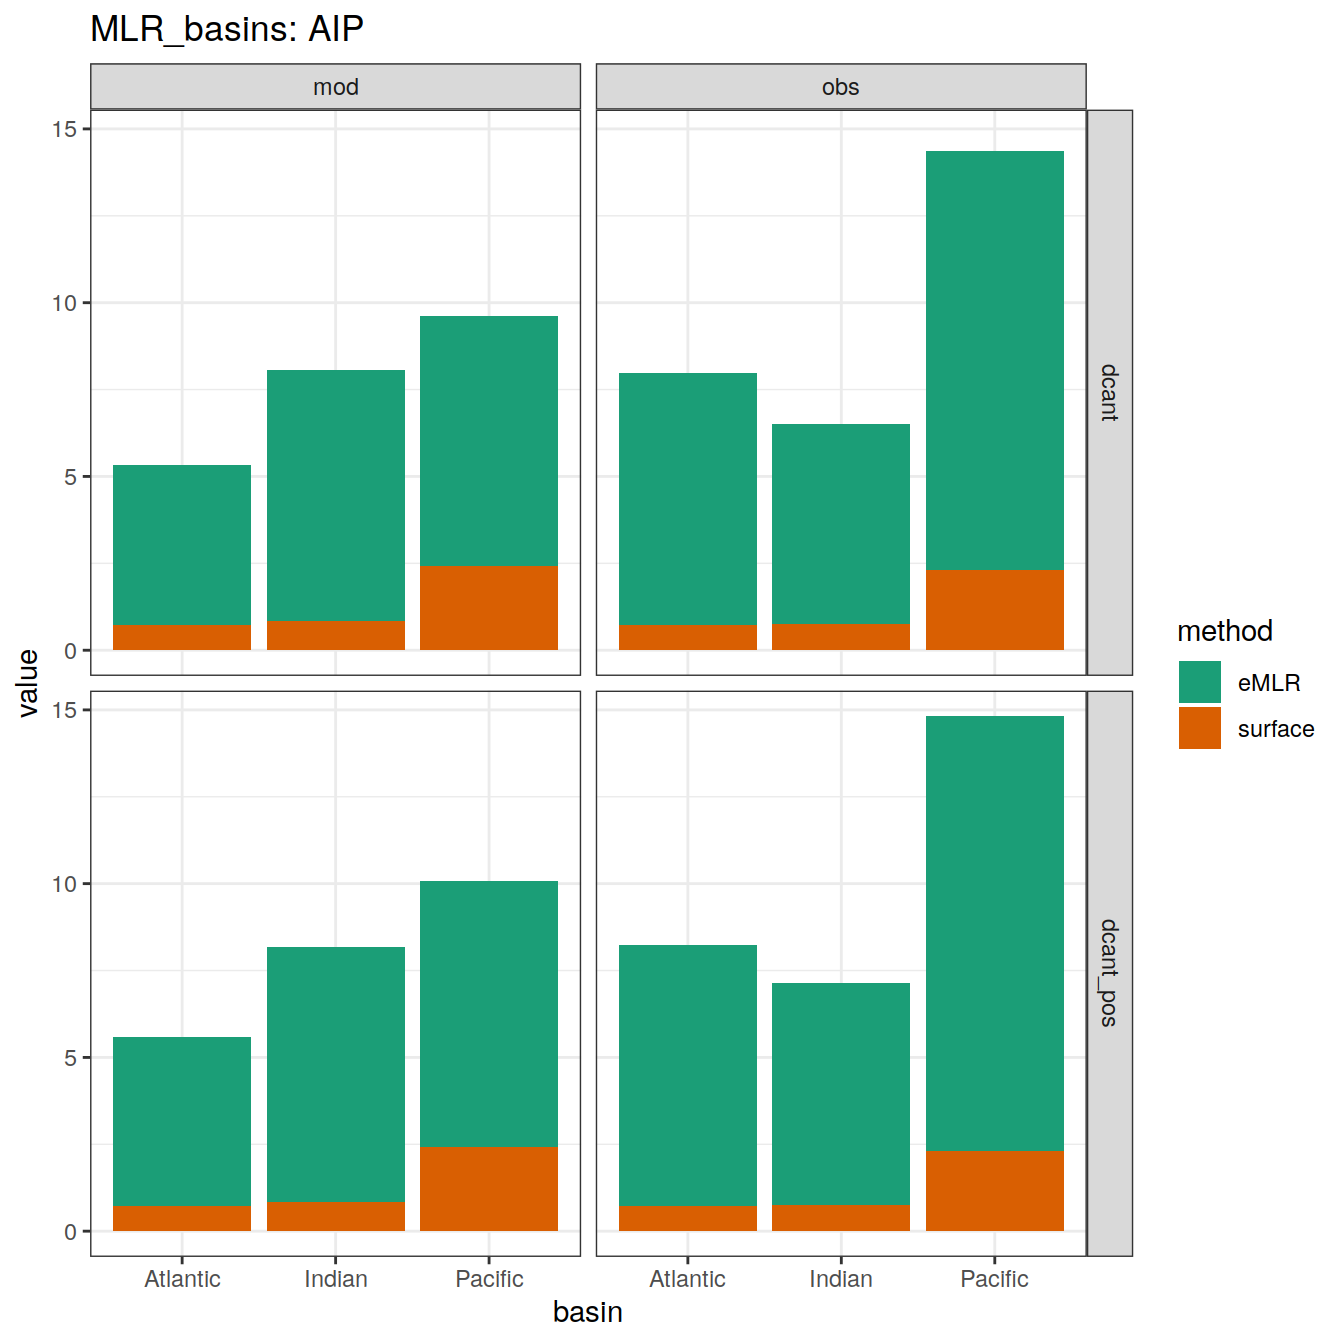 MLR_basins: AIP
mod
obs
15
10
5
0
dcant
15
10
5
0
dcant_pos
value
Atlantic
Indian
Pacific
Atlantic
Indian
Pacific
basin
method
eMLR
surface